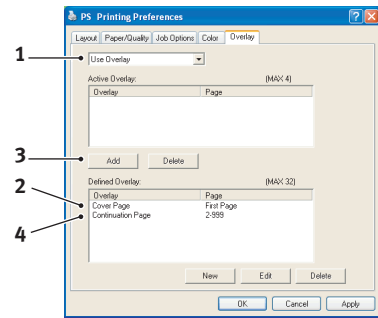 PS Printing Preferences
Layout Paper/Quality Job Options Color Overlay
1
Use Overlay
Active Overlay: (MAX 4)
Overlay Page
3
Add Delete
Defined Overlay: (MAX 32)
Overlay Page
2
Cover Page First Page
Continuation Page 2-999
4
New Edit Delete
OK Cancel Apply